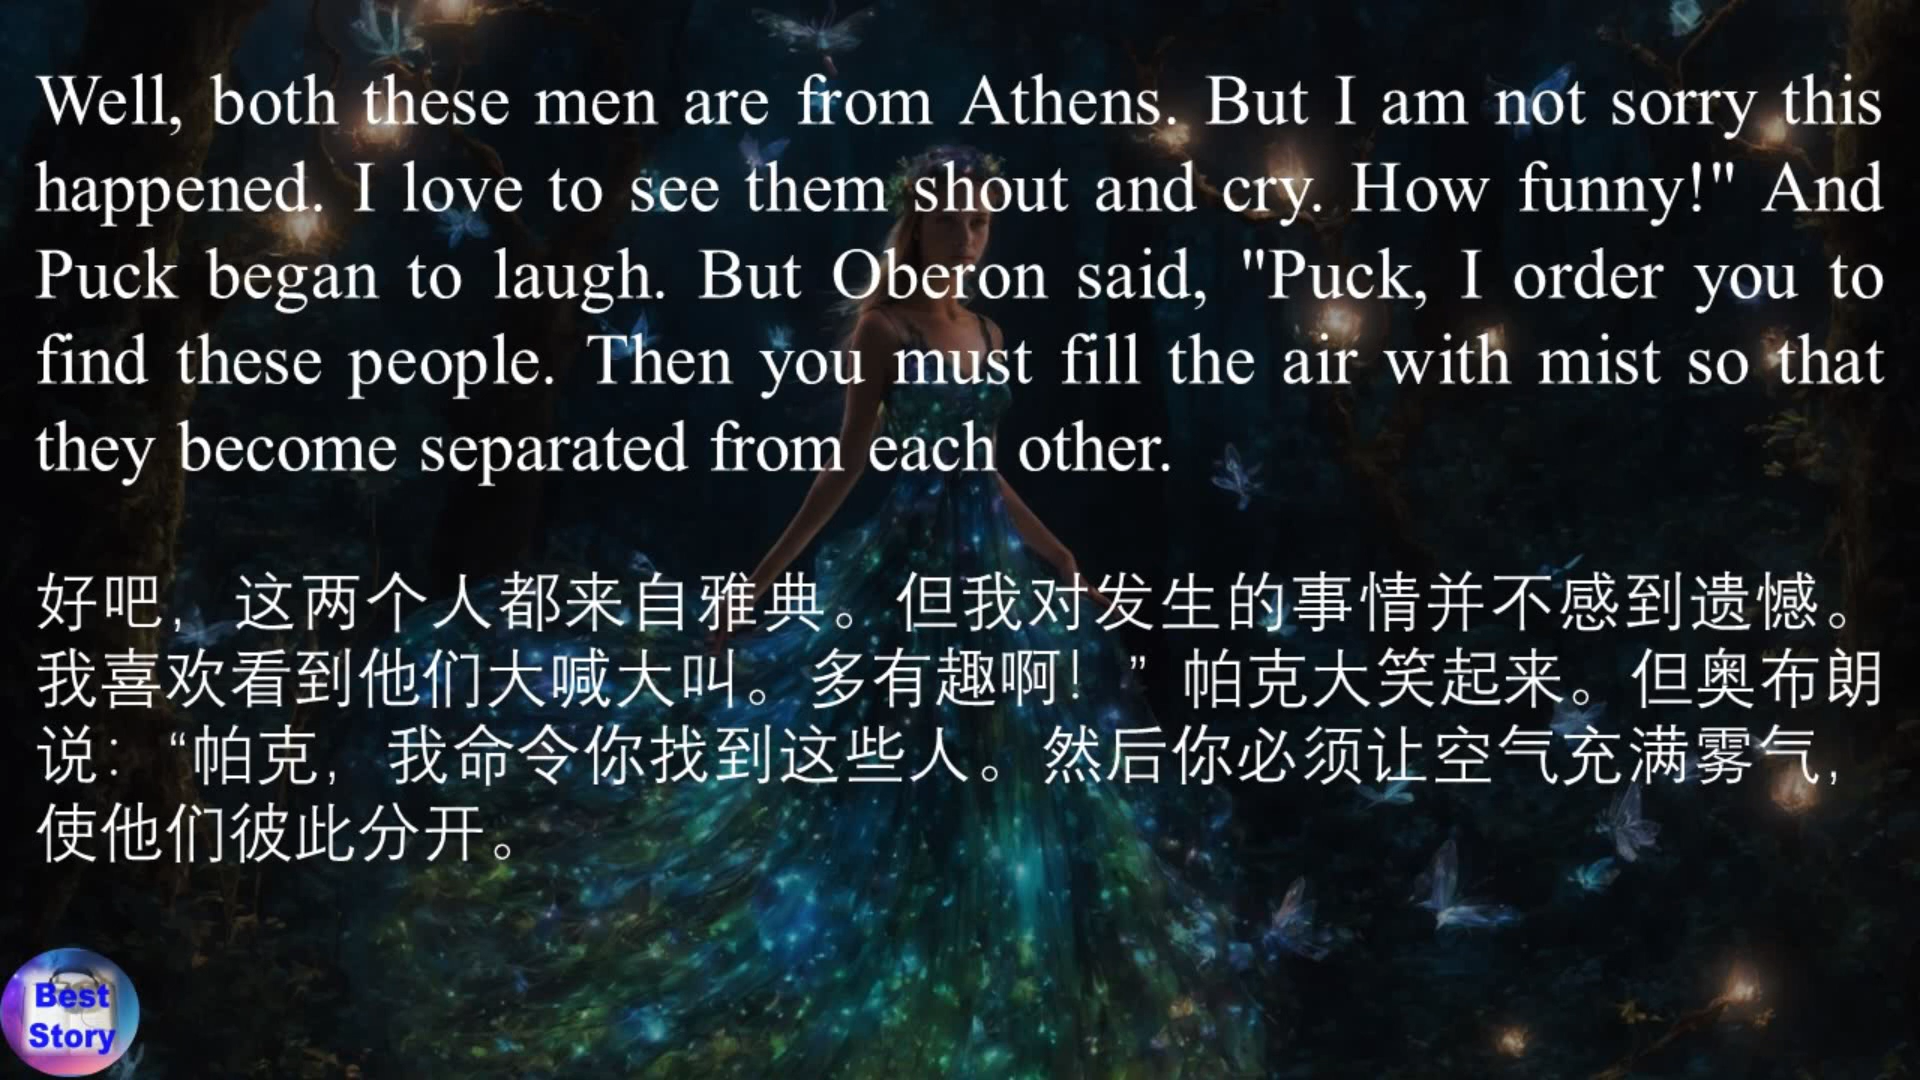 Well, both these men are from Athens. But I am not sorry this
happened. I love to see them shout and cry. How funny!" And
Puck began to laugh. But Oberon said, "Puck, I order you to
find these people. Then you must fill the air with mist so that
they become separated from each other.
好吧，这两个人都来自雅典。但我对发生的事情并不感到遗憾。
我喜欢看到他们大喊大叫。多有趣啊！”帕克大笑起来。但奥布朗
说：“帕克，我命令你找到这些人。然后你必须让空气充满雾气，
使他们彼此分开。
Best
Story